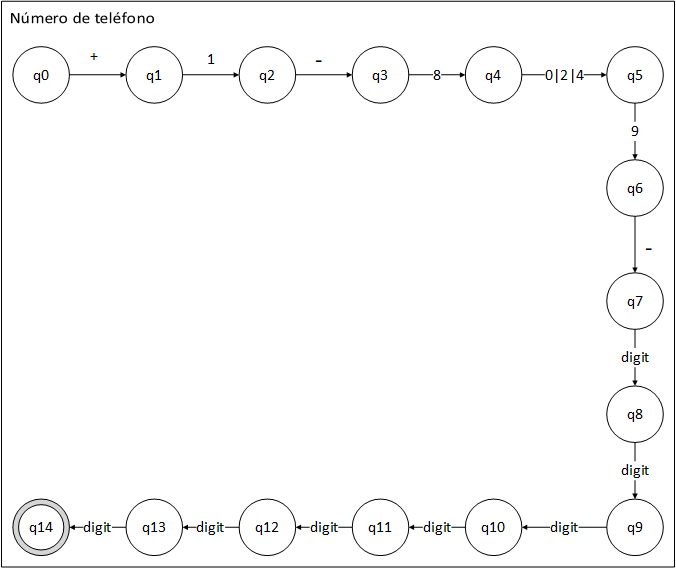 Número de teléfono
q0 + q1 1 q2 - q3 8 q4 0|2|4 q5
9
q6
-
q7
digit
q8
digit
q14 digit q13 digit q12 digit q11 digit q10 digit q9